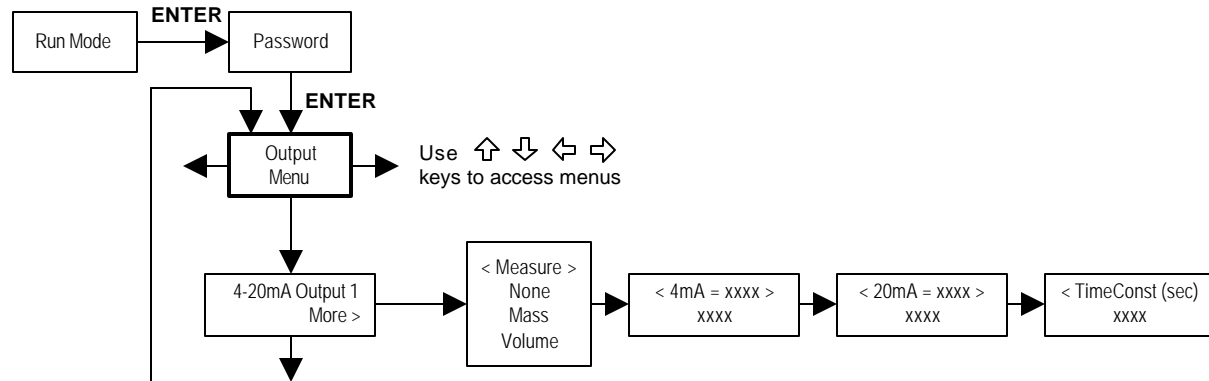 ENTER
Run Mode
Password
ENTER
Output
Menu
Use
keys to access menus
4-20mA Output 1
More >
< Measure >
None
Mass
Volume
< 4mA = xxxx >
xxxx
< 20mA = xxxx >
xxxx
< TimeConst (sec)
xxxx